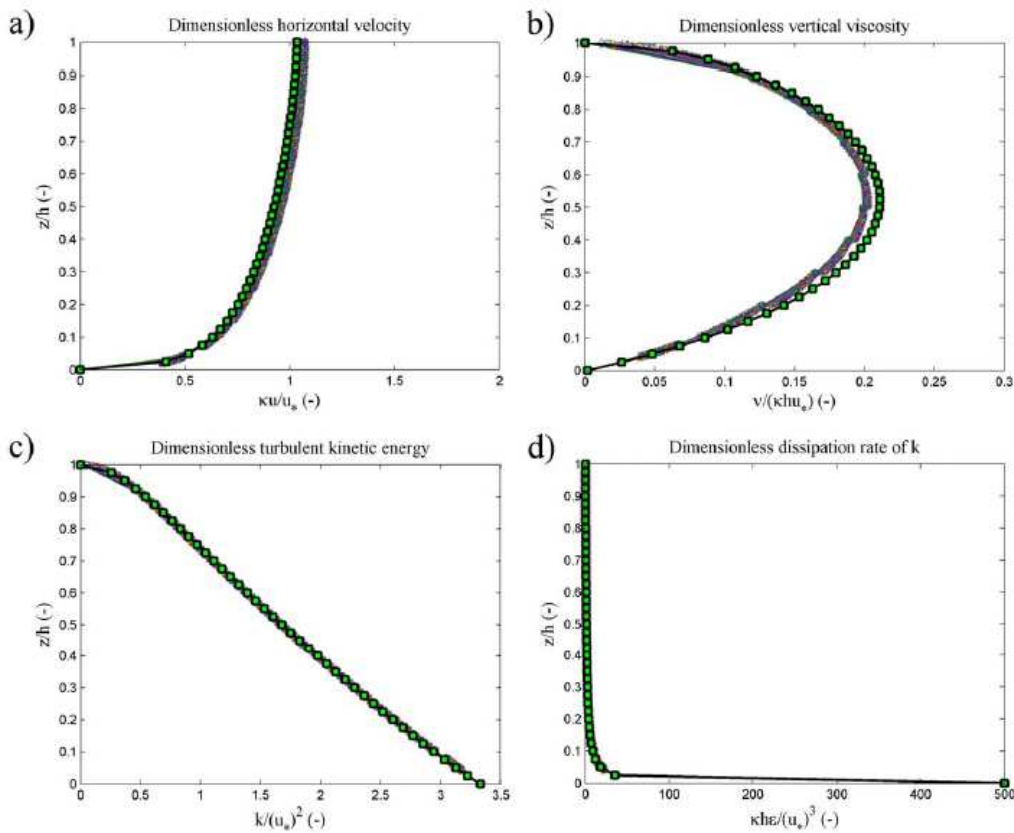 a)
Dimensionless horizontal velocity
1
0.9
0.8
0.7
0.6
0.5
0.4
0.3
0.2
0.1
0
z/h (-)
0 0.5 1 1.5 2
κu/u* (-)
b)
Dimensionless vertical viscosity
1
0.9
0.8
0.7
0.6
0.5
0.4
0.3
0.2
0.1
0
z/h (-)
0 0.05 0.1 0.15 0.2 0.25 0.3
ν/(κhu*) (-)
c)
Dimensionless turbulent kinetic energy
1
0.9
0.8
0.7
0.6
0.5
0.4
0.3
0.2
0.1
0
z/h (-)
0 0.5 1 1.5 2 2.5 3 3.5
k/(u*)² (-)
d)
Dimensionless dissipation rate of k
1
0.9
0.8
0.7
0.6
0.5
0.4
0.3
0.2
0.1
0
z/h (-)
0 100 200 300 400 500
κhε/(u*)³ (-)